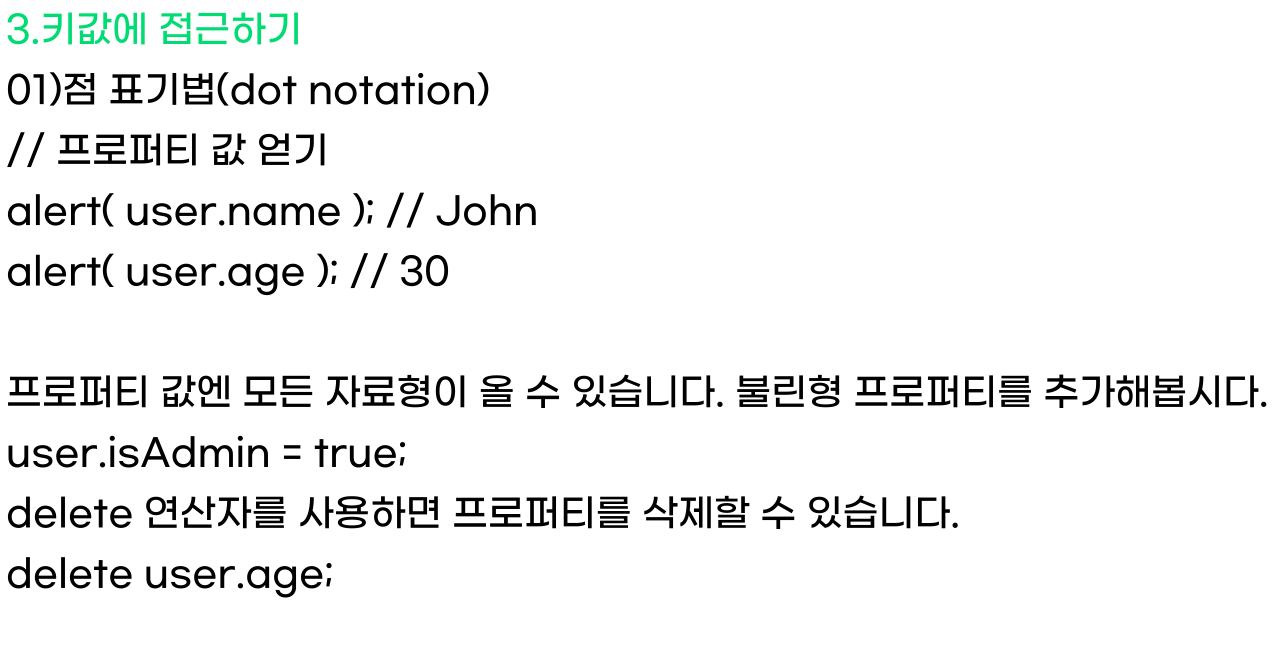 3.키값에 접근하기
01)점 표기법(dot notation)
// 프로퍼티 값 얻기
alert( user.name ); // John
alert( user.age ); // 30
프로퍼티 값엔 모든 자료형이 올 수 있습니다. 불린형 프로퍼티를 추가해봅시다.
user.isAdmin = true;
delete 연산자를 사용하면 프로퍼티를 삭제할 수 있습니다.
delete user.age;